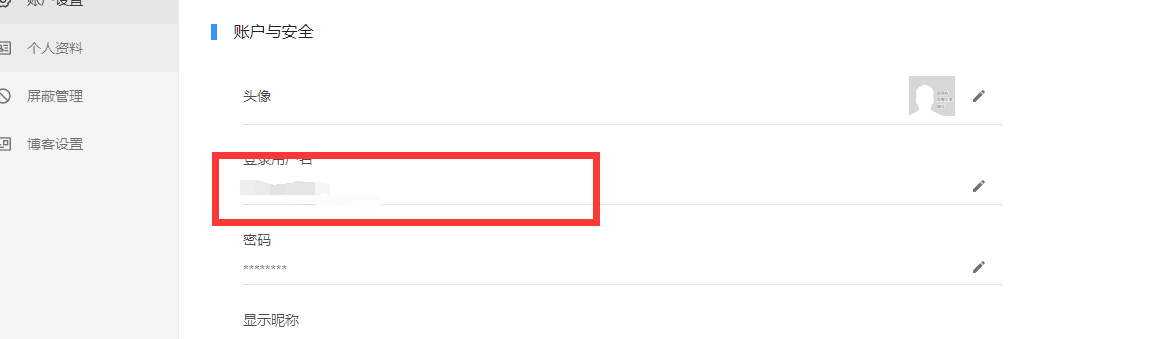 账户设置
个人资料
屏蔽管理
博客设置
账户与安全
头像
登录用户名
密码
********
显示昵称